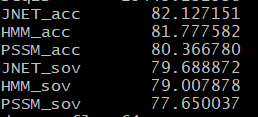 JNET_acc 82.127151
HMM_acc 81.777582
PSSM_acc 80.366780
JNET_sov 79.688872
HMM_sov 79.007878
PSSM_sov 77.650037